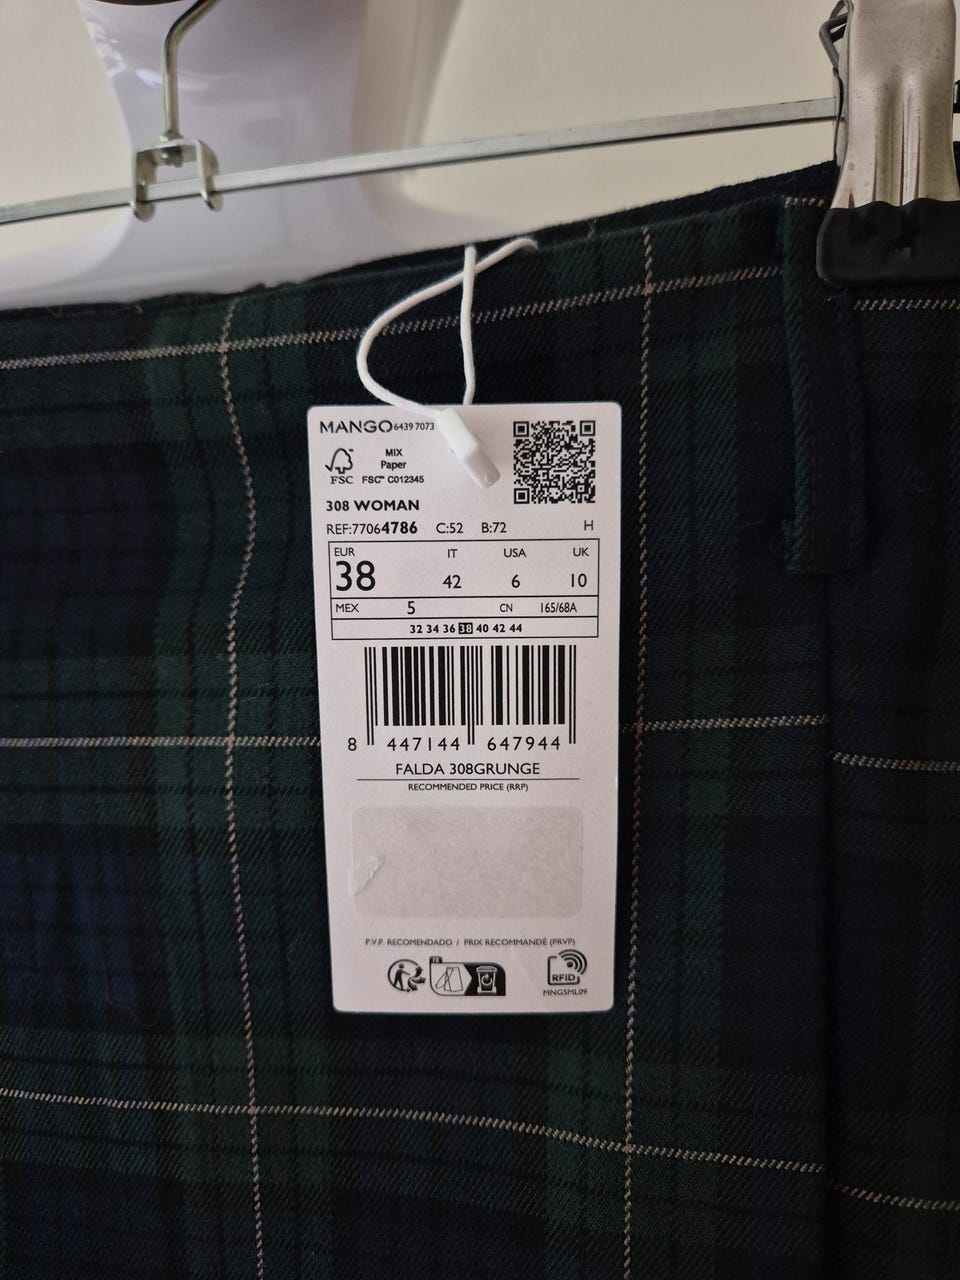 MANGO 6439 7073
MIX
Paper
FSC FSC™ C012345
308 WOMAN
REF:77064786 C:52 B:72 H
EUR IT USA UK
38 42 6 10
MEX 5 CN 165/68A
32 34 36 38 40 42 44
8 447144 647944
FALDA 308GRUNGE
RECOMMENDED PRICE (RRP)
P.V.P. RECOMENDADO / PRIX RECOMMANDÉ (PRVP)
FR
RFID
MNGSML09